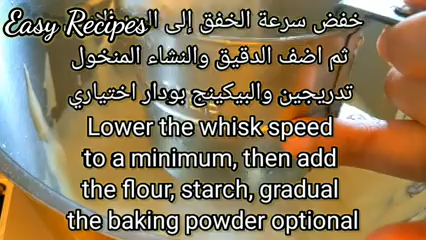 Easy Recipes
خفض سرعة الخفق إلى
ثم اضف الدقيق والنشاء المنخول
تدريجين والبيكينج بودار اختياري
Lower the whisk speed
to a minimum, then add
the flour, starch, gradual
the baking powder optional